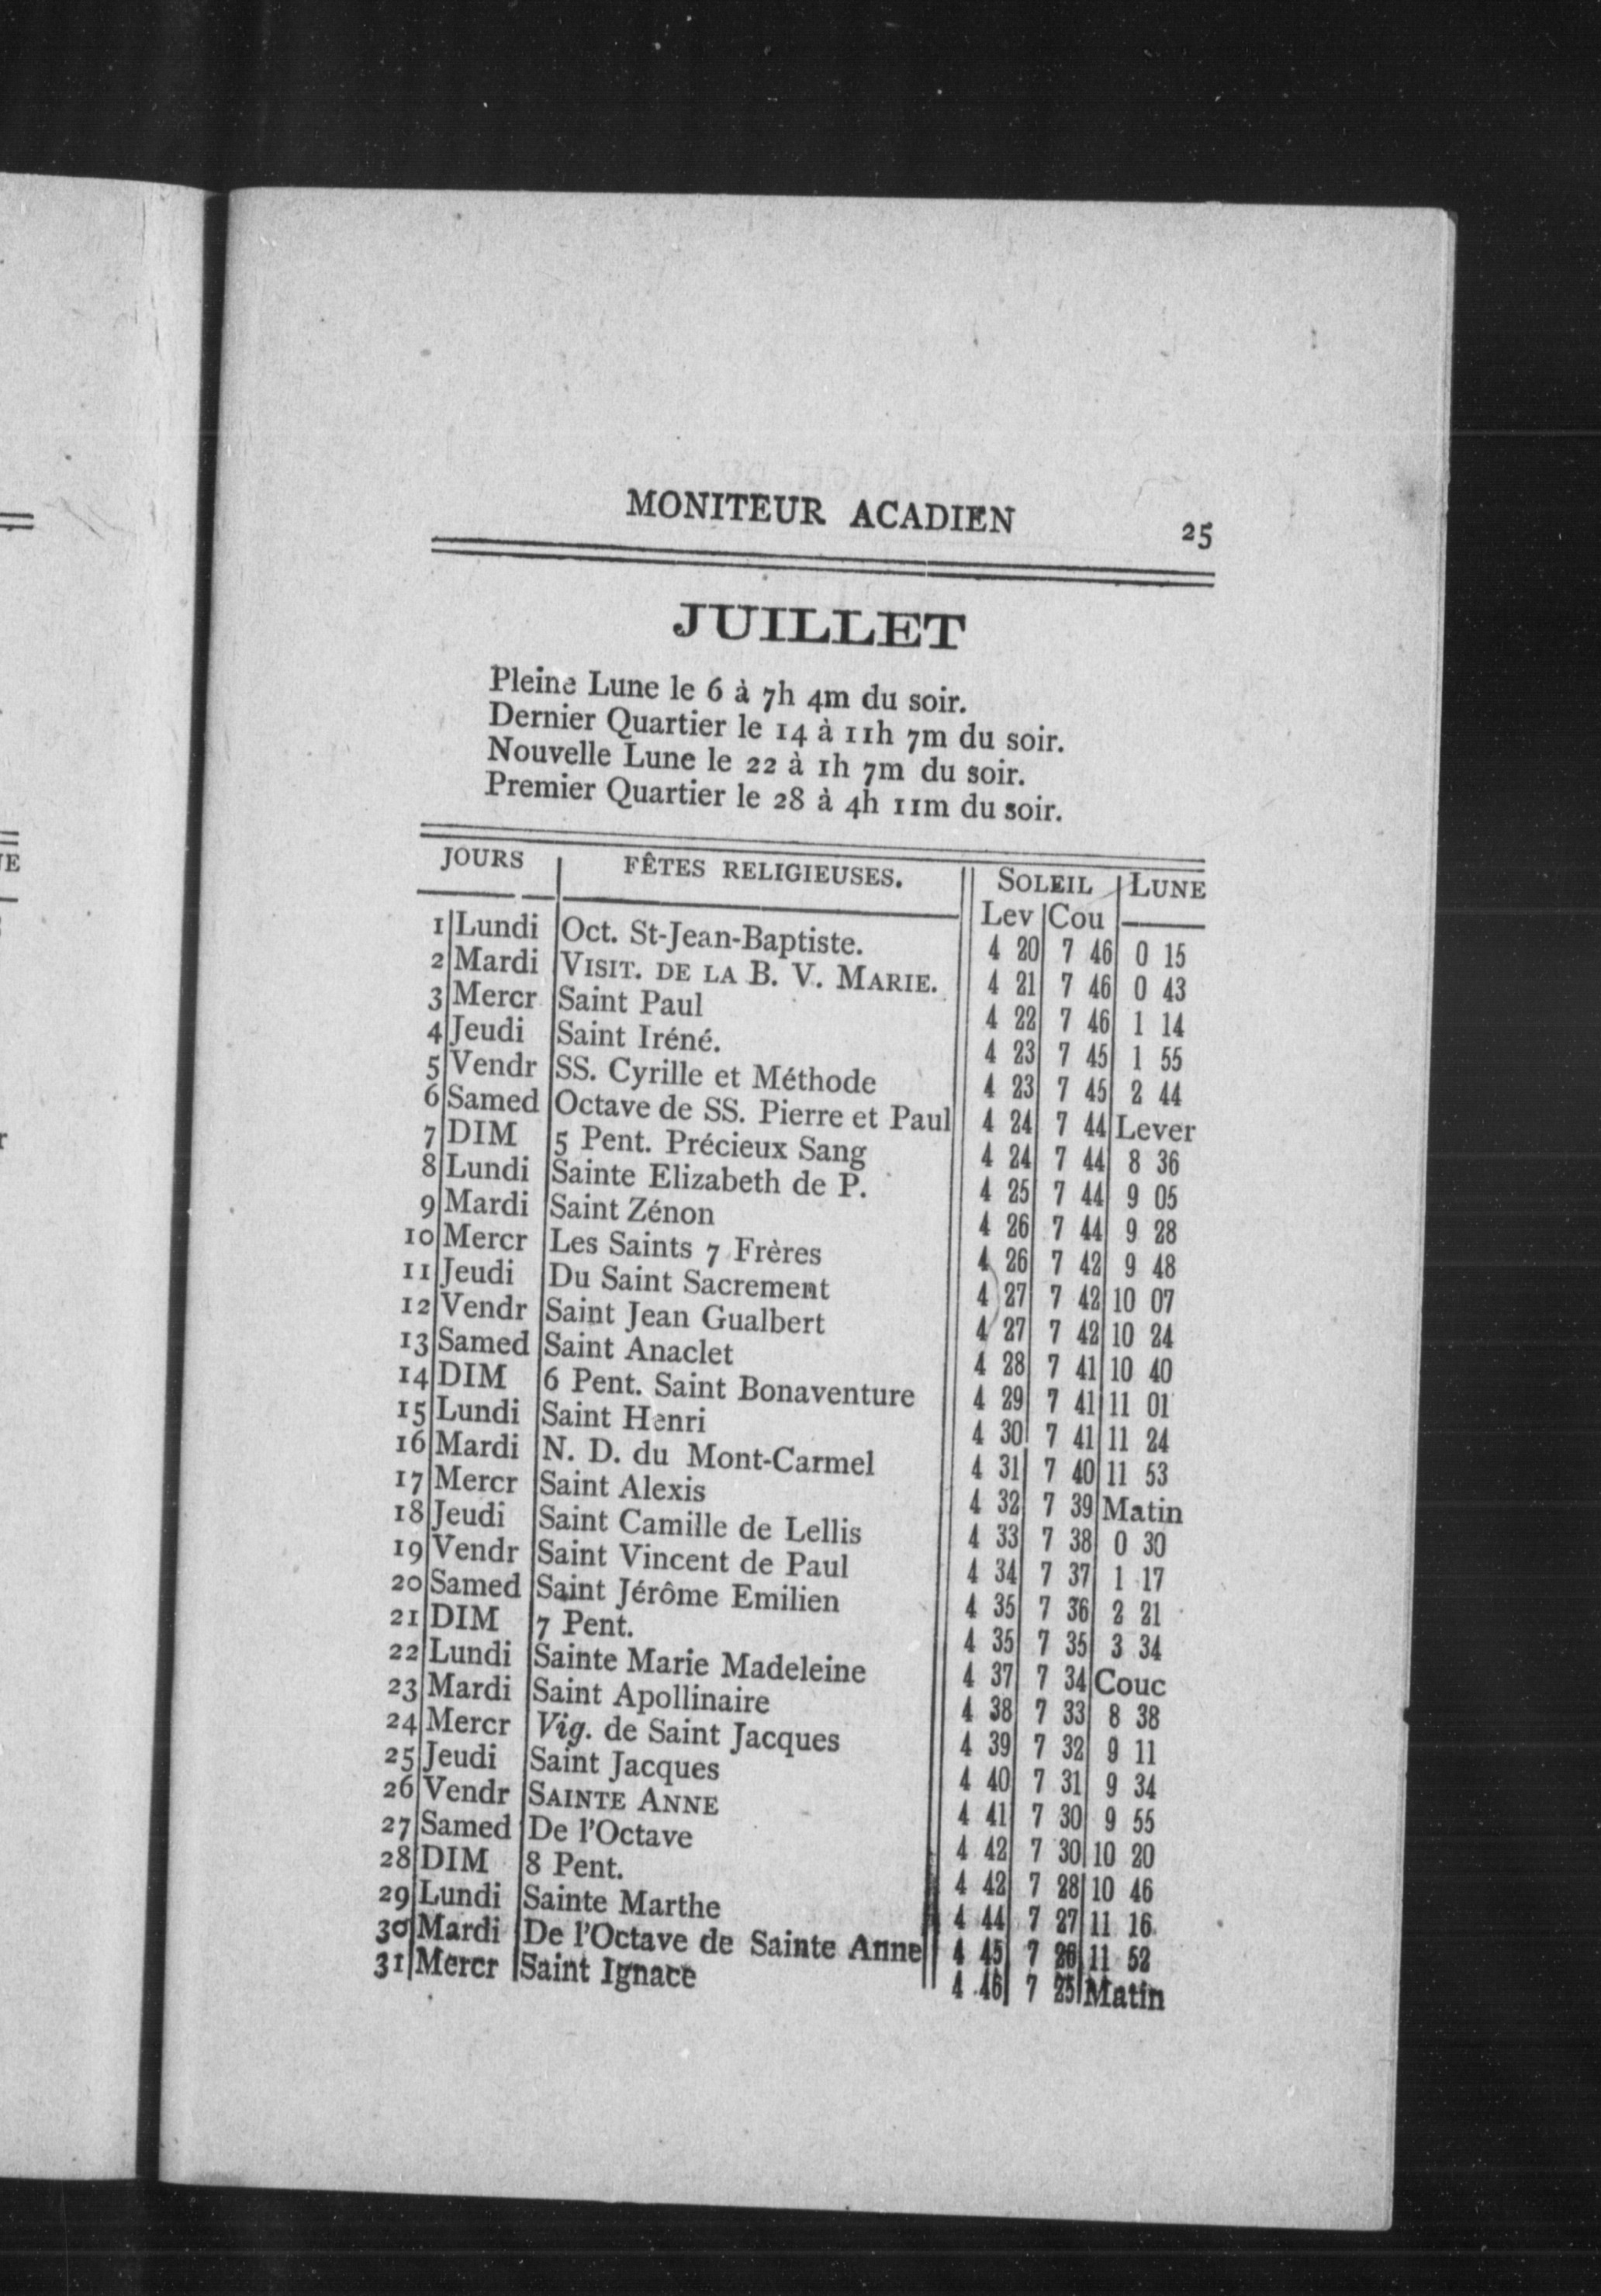 MONITEUR ACADIEN 25
JUILLET
Pleine Lune le 6 à 7h 4m du soir.
Dernier Quartier le 14 à 11h 7m du soir.
Nouvelle Lune le 22 à 1h 7m du soir.
Premier Quartier le 28 à 4h 11m du soir.
JOURS FÊTES RELIGIEUSES. SOLEIL LUNE
Lev Cou
1 Lundi Oct. St-Jean-Baptiste. 4 20 7 46 0 15
2 Mardi VISIT. DE LA B. V. MARIE. 4 21 7 46 0 43
3 Mercr Saint Paul 4 22 7 46 1 14
4 Jeudi Saint Iréné. 4 23 7 45 1 55
5 Vendr SS. Cyrille et Méthode 4 23 7 45 2 44
6 Samed Octave de SS. Pierre et Paul 4 24 7 44 Lever
7 DIM 5 Pent. Précieux Sang 4 24 7 44 8 36
8 Lundi Sainte Elizabeth de P. 4 25 7 44 9 05
9 Mardi Saint Zénon 4 26 7 44 9 28
10 Mercr Les Saints 7 Frères 4 26 7 42 9 48
11 Jeudi Du Saint Sacrement 4 27 7 42 10 07
12 Vendr Saint Jean Gualbert 4 27 7 42 10 24
13 Samed Saint Anaclet 4 28 7 41 10 40
14 DIM 6 Pent. Saint Bonaventure 4 29 7 41 11 01
15 Lundi Saint Henri 4 30 7 41 11 24
16 Mardi N. D. du Mont-Carmel 4 31 7 40 11 53
17 Mercr Saint Alexis 4 32 7 39 Matin
18 Jeudi Saint Camille de Lellis 4 33 7 38 0 30
19 Vendr Saint Vincent de Paul 4 34 7 37 1 17
20 Samed Saint Jérôme Emilien 4 35 7 36 2 21
21 DIM 7 Pent. 4 35 7 35 3 34
22 Lundi Sainte Marie Madeleine 4 37 7 34 Couc
23 Mardi Saint Apollinaire 4 38 7 33 8 38
24 Mercr Vig. de Saint Jacques 4 39 7 32 9 11
25 Jeudi Saint Jacques 4 40 7 31 9 34
26 Vendr SAINTE ANNE 4 41 7 30 9 55
27 Samed De l'Octave 4 42 7 30 10 20
28 DIM 8 Pent. 4 42 7 28 10 46
29 Lundi Sainte Marthe 4 44 7 27 11 16
30 Mardi De l'Octave de Sainte Anne 4 45 7 26 11 52
31 Mercr Saint Ignace 4 46 7 25 Matin